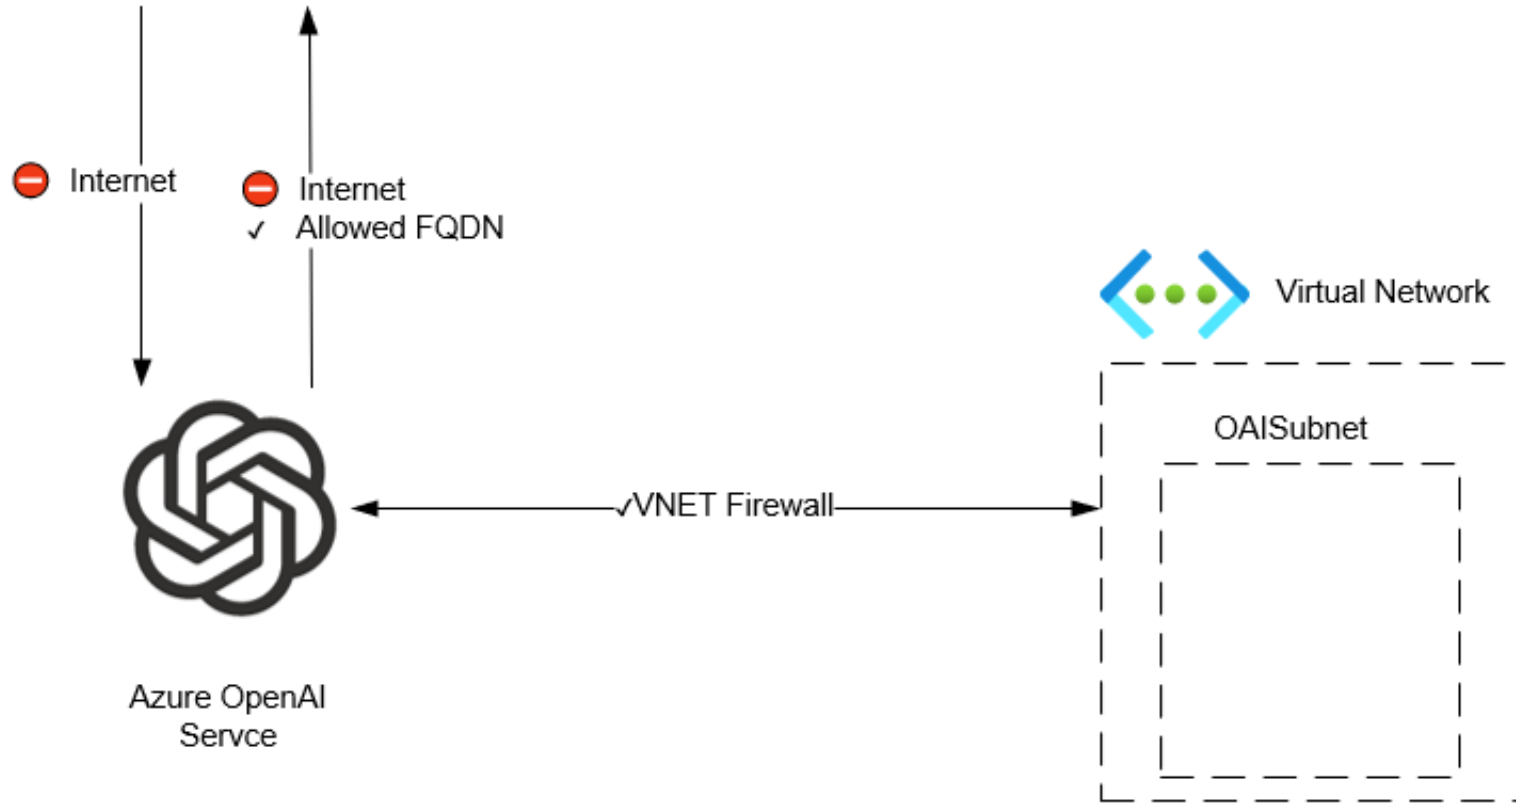 Internet
Internet
✓ Allowed FQDN
Virtual Network
OAISubnet
✓VNET Firewall
Azure OpenAI
Servce